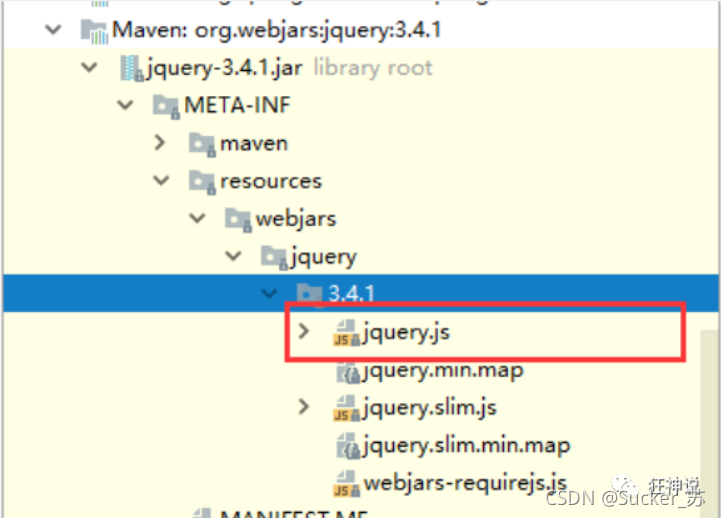 Maven: org.webjars:jquery:3.4.1
jquery-3.4.1.jar library root
META-INF
maven
resources
webjars
jquery
3.4.1
jquery.js
jquery.min.map
jquery.slim.js
jquery.slim.min.map
webjars-requirejs.js
狂神说
CSDN @Sucker_苏
MANIFEST.MF